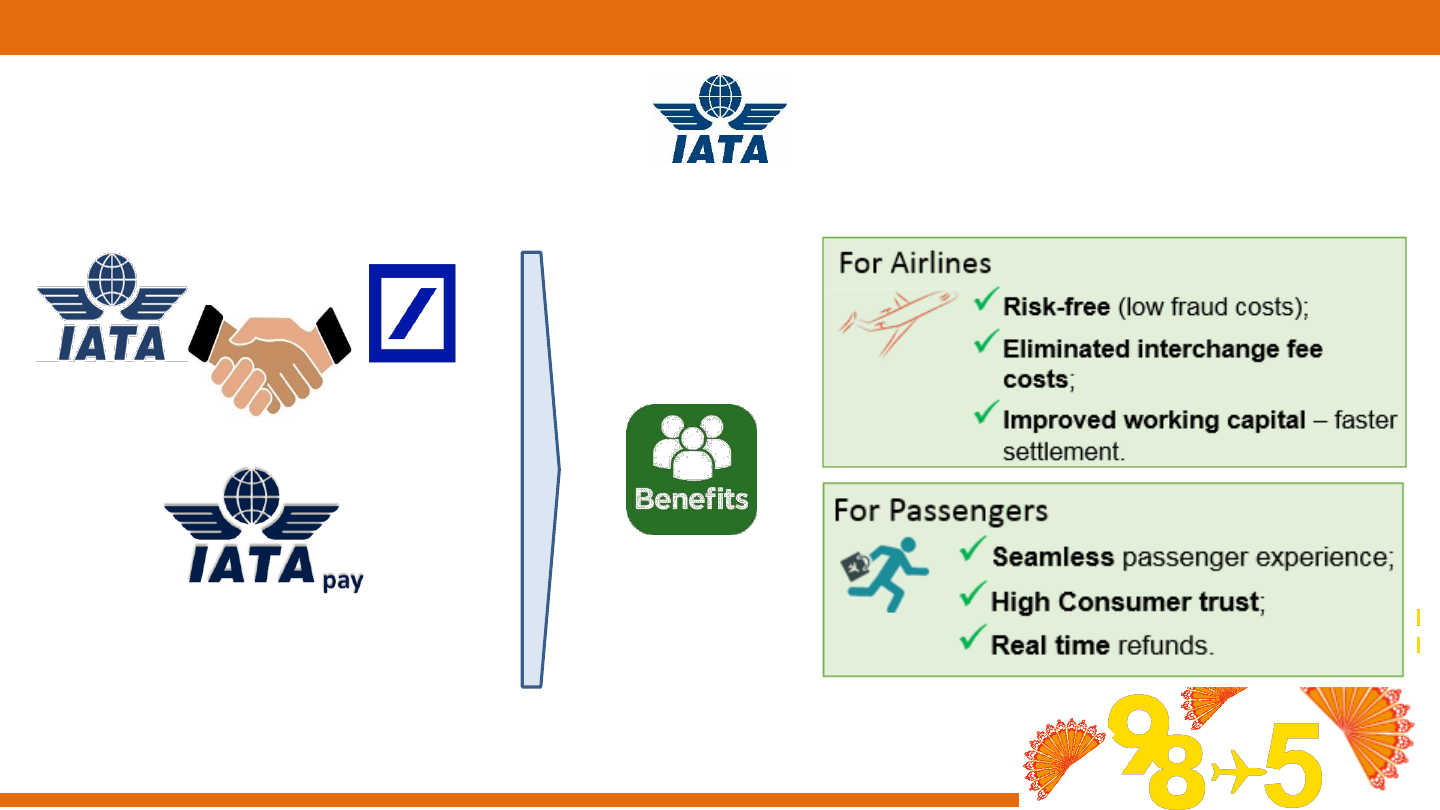 IATA
IATA
IATA pay
Benefits
For Airlines
Risk-free (low fraud costs);
Eliminated interchange fee
costs;
Improved working capital – faster
settlement.
For Passengers
Seamless passenger experience;
High Consumer trust;
Real time refunds.
98 5